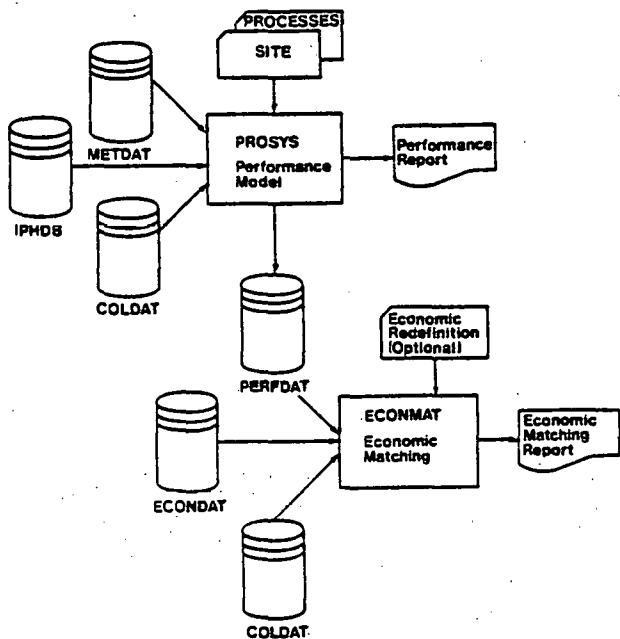 PROCESSES
SITE
METDAT
PROSYS
Performance
Model
Performance
Report
IPHDB
COLDAT
PERFDAT
Economic
Redefinition
(Optional)
ECONMAT
Economic
Matching
Economic
Matching
Report
ECONDAT
COLDAT